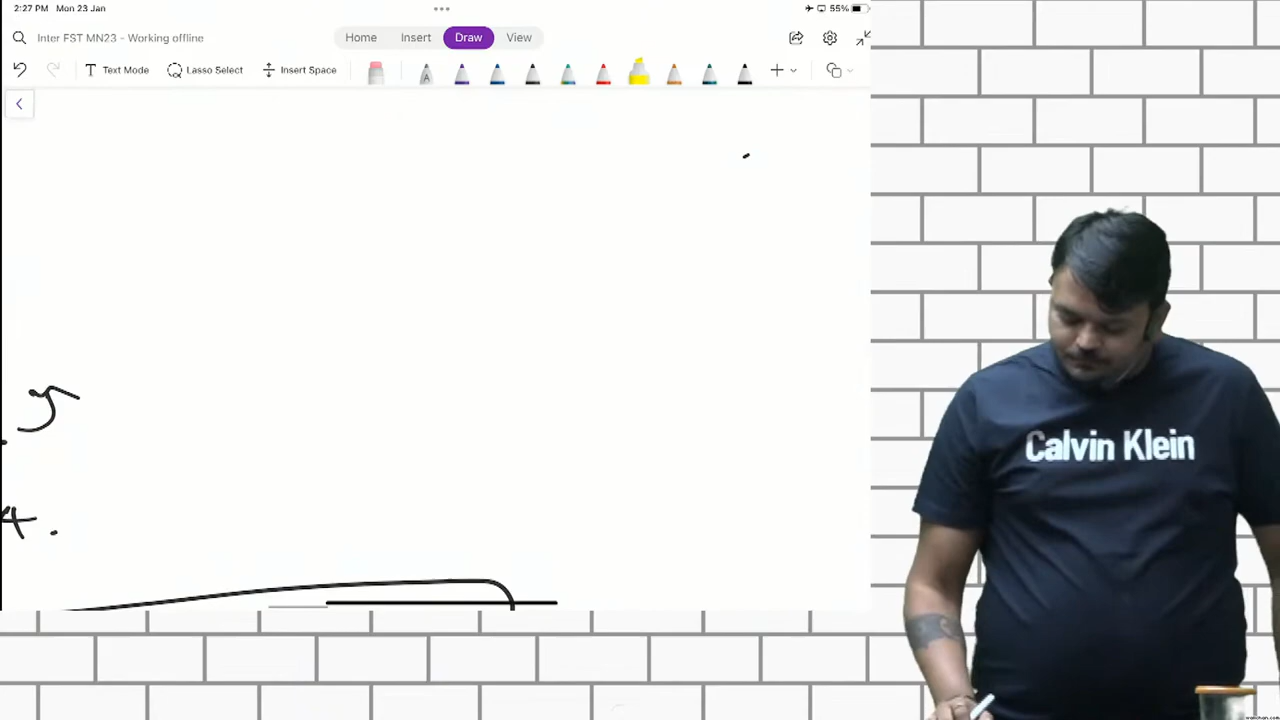 2:27 PM Mon 23 Jan
55%
Inter FST MN23 - Working offline
Home Insert Draw View
Text Mode Lasso Select Insert Space
A
4.
Calvin Klein